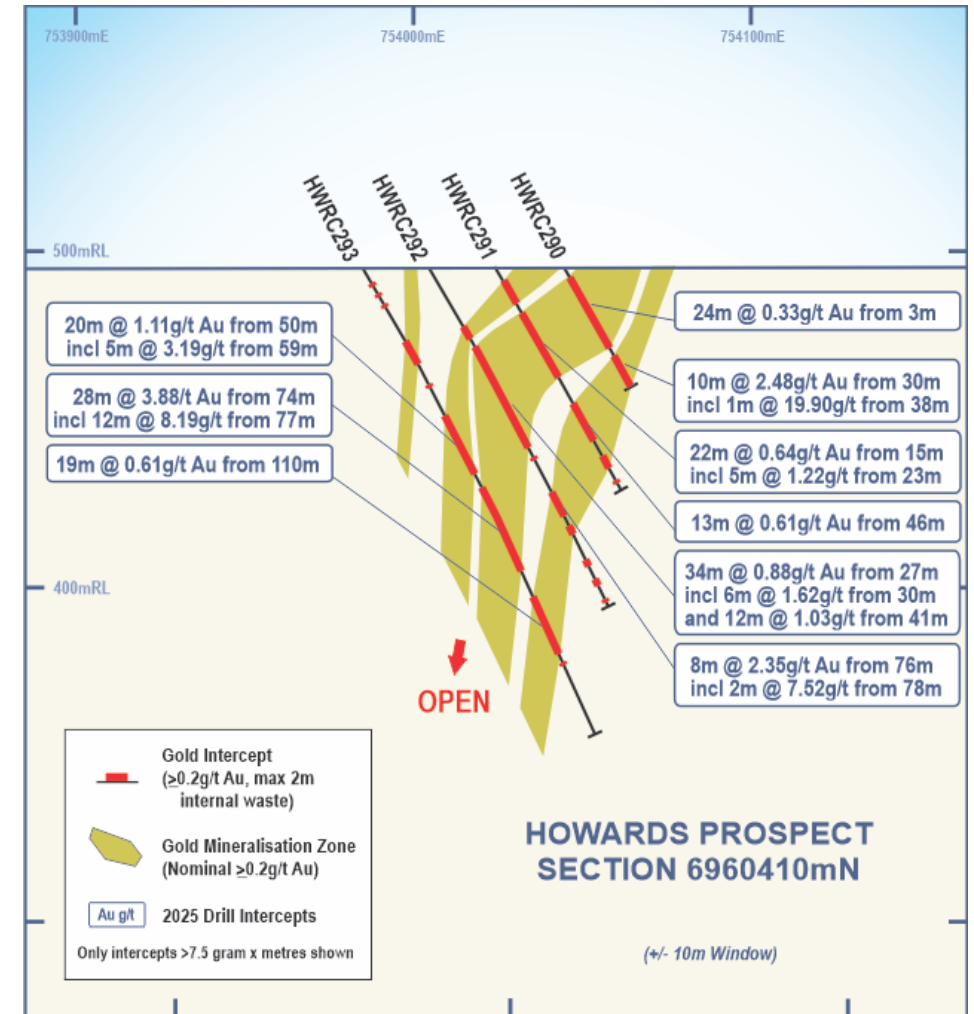 753900mE
754000mE
754100mE
HWRC293
HWRC292
HWRC291
HWRC290
500mRL
20m @ 1.11g/t Au from 50m
incl 5m @ 3.19g/t from 59m
28m @ 3.88g/t Au from 74m
incl 12m @ 8.19g/t from 77m
19m @ 0.61g/t Au from 110m
24m @ 0.33g/t Au from 3m
10m @ 2.48g/t Au from 30m
incl 1m @ 19.90g/t from 38m
22m @ 0.64g/t Au from 15m
incl 5m @ 1.22g/t from 23m
13m @ 0.61g/t Au from 46m
34m @ 0.88g/t Au from 27m
incl 6m @ 1.62g/t from 30m
and 12m @ 1.03g/t from 41m
8m @ 2.35g/t Au from 76m
incl 2m @ 7.52g/t from 78m
400mRL
OPEN
Gold Intercept
(≥0.2g/t Au, max 2m
internal waste)
Gold Mineralisation Zone
(Nominal ≥0.2g/t Au)
Au g/t
2025 Drill Intercepts
Only intercepts >7.5 gram x metres shown
HOWARDS PROSPECT
SECTION 6960410mN
(+/- 10m Window)